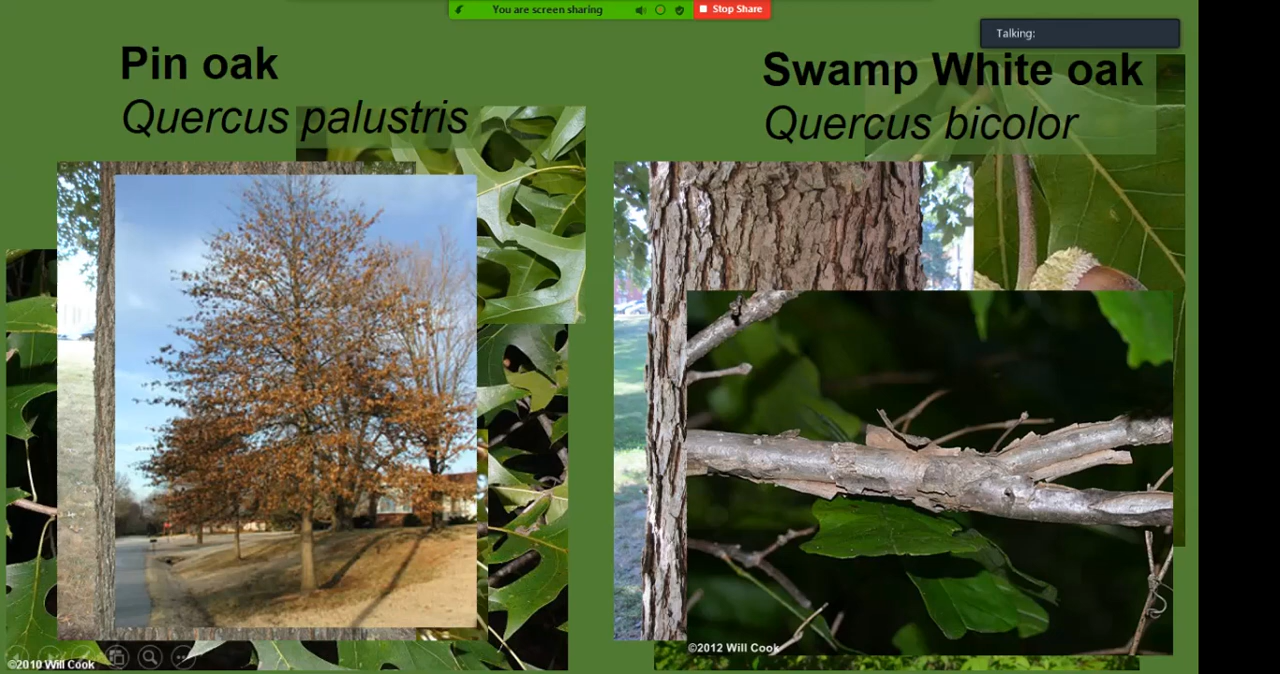 You are screen sharing
Stop Share
Talking:
Pin oak
Quercus palustris
Swamp White oak
Quercus bicolor
©2012 Will Cook
©2010 Will Cook